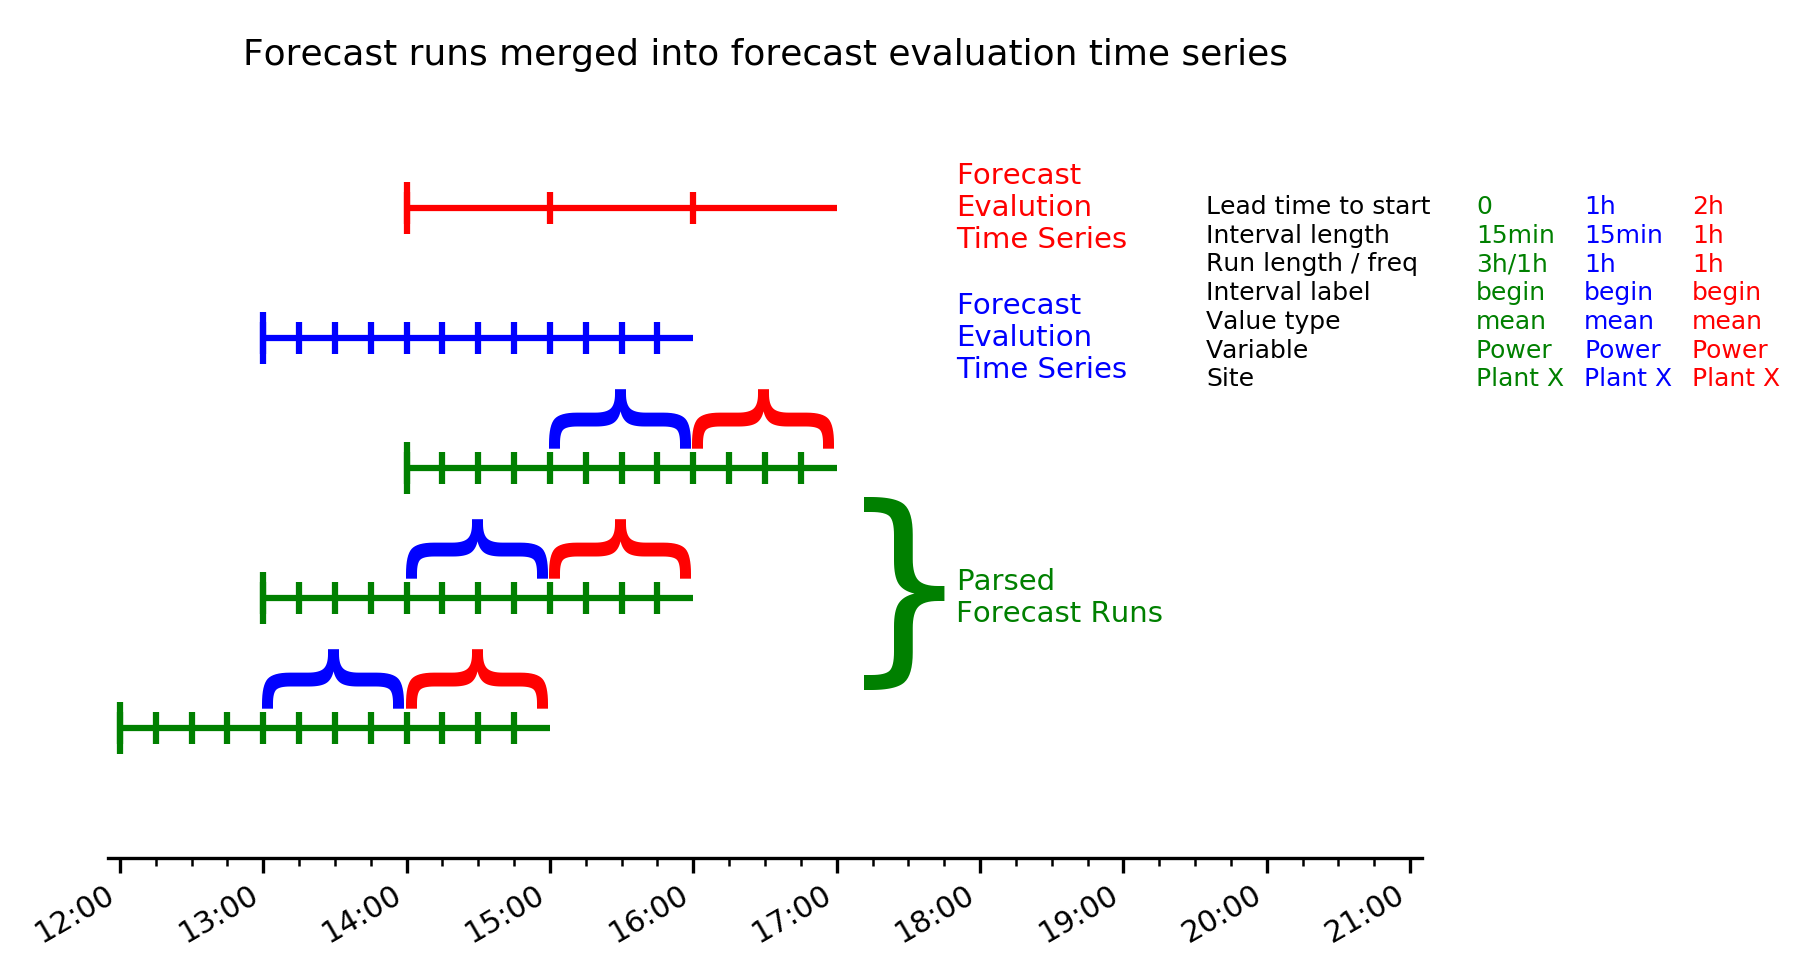 Forecast runs merged into forecast evaluation time series
Forecast
Evalution
Time Series
Lead time to start 0 1h 2h
Interval length 15min 15min 1h
Run length / freq 3h/1h 1h 1h
Interval label begin begin begin
Value type mean mean mean
Variable Power Power Power
Site Plant X Plant X Plant X
Forecast
Evalution
Time Series
Parsed
Forecast Runs
12:00 13:00 14:00 15:00 16:00 17:00 18:00 19:00 20:00 21:00